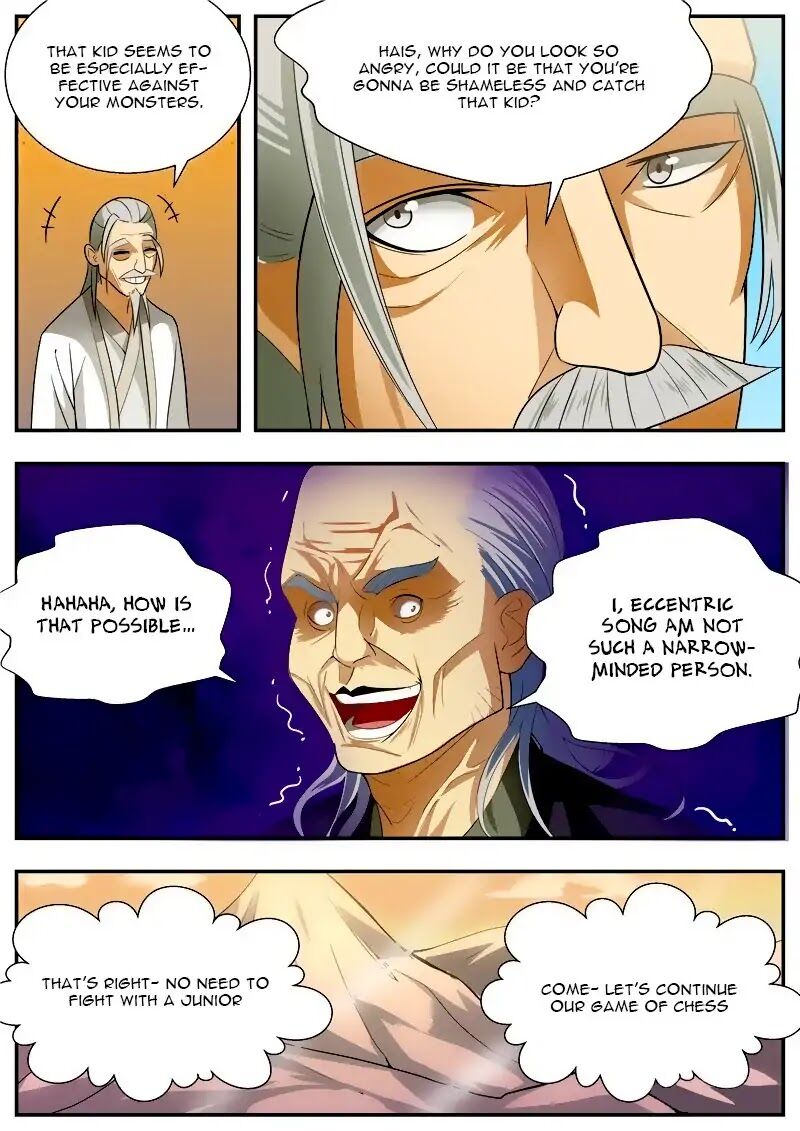 THAT KID SEEMS TO
BE ESPECIALLY EF-
FECTIVE AGAINST
YOUR MONSTERS.
HAIS, WHY DO YOU LOOK SO
ANGRY, COULD IT BE THAT YOU'RE
GONNA BE SHAMELESS AND CATCH
THAT KID?
HAHAHA, HOW IS
THAT POSSIBLE...
I, ECCENTRIC
SONG AM NOT
SUCH A NARROW-
MINDED PERSON.
THAT'S RIGHT- NO NEED TO
FIGHT WITH A JUNIOR
COME- LET'S CONTINUE
OUR GAME OF CHESS